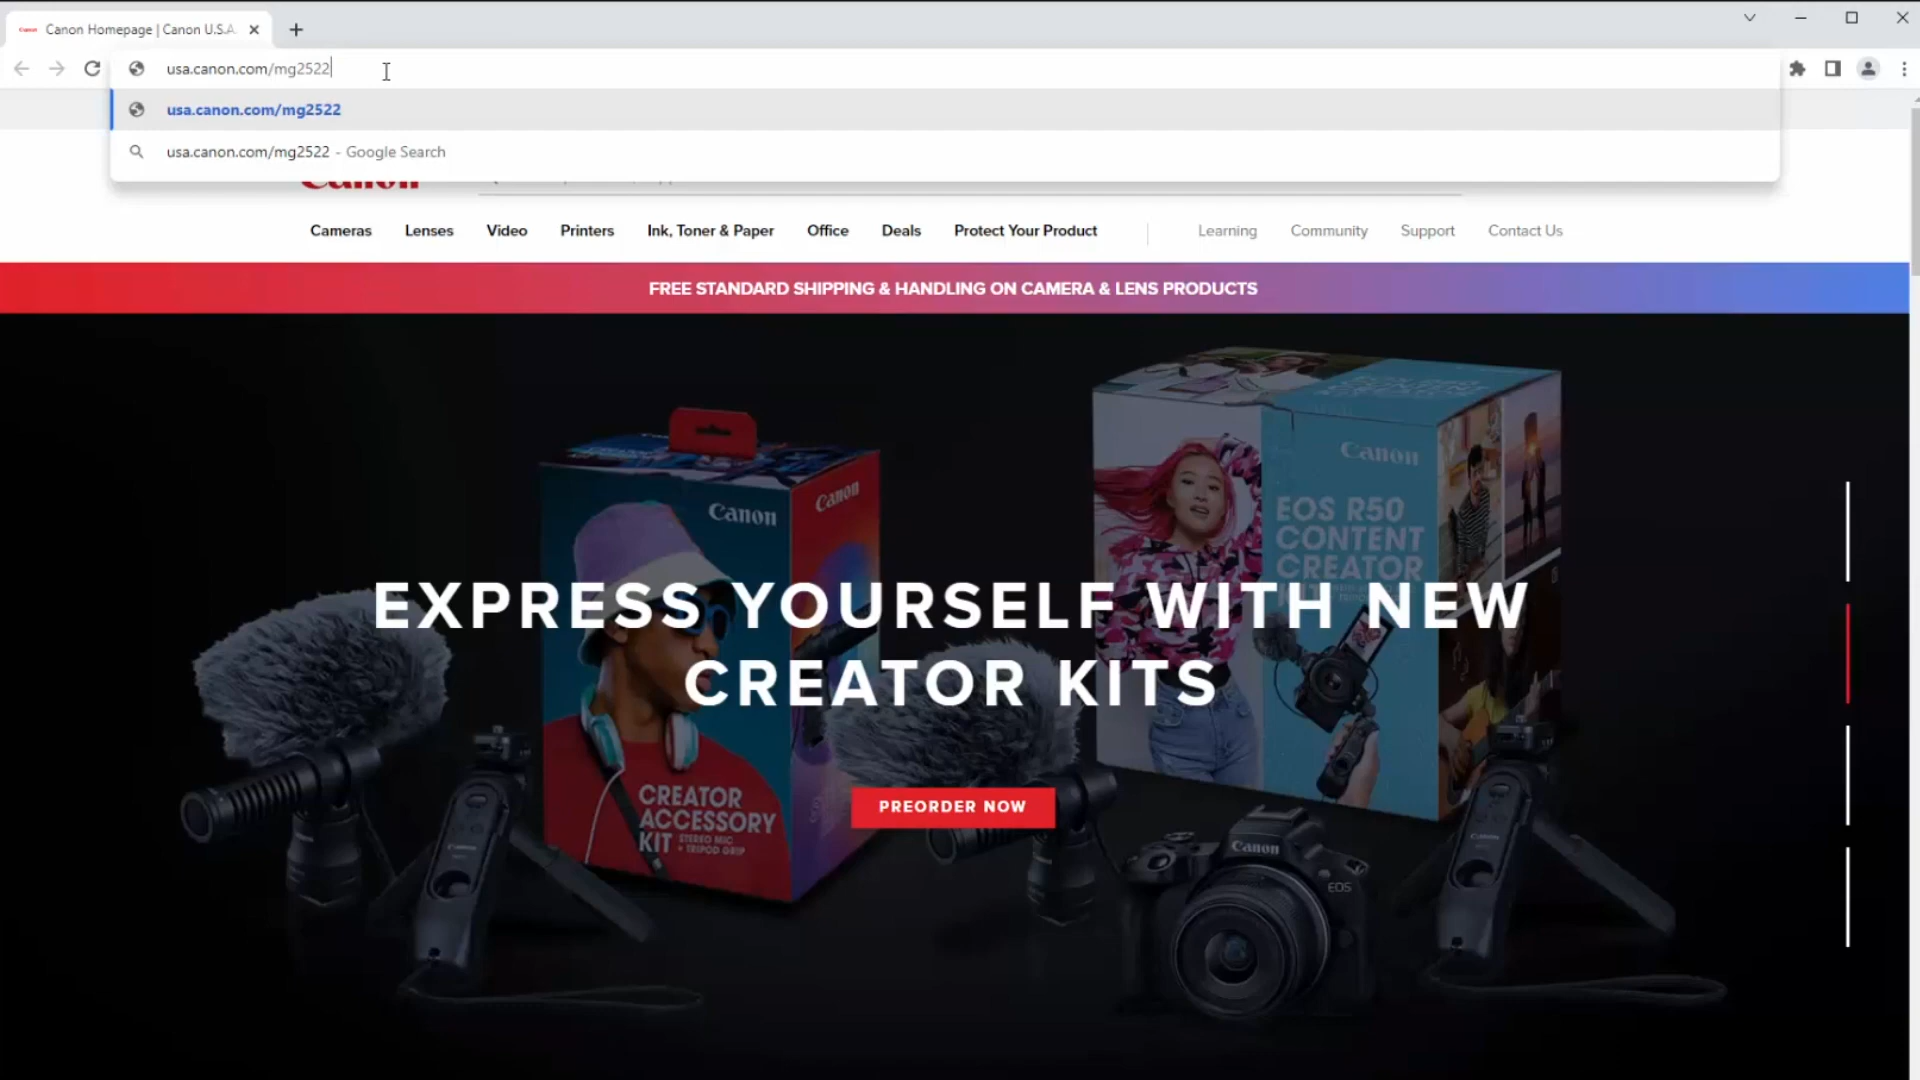 Canon Homepage | Canon U.S.A.
usa.canon.com/mg2522
usa.canon.com/mg2522
usa.canon.com/mg2522 - Google Search
Canon
Cameras Lenses Video Printers Ink, Toner & Paper Office Deals Protect Your Product Learning Community Support Contact Us
FREE STANDARD SHIPPING & HANDLING ON CAMERA & LENS PRODUCTS
Canon
Canon
Canon
EOS R50
CONTENT
CREATOR
EXPRESS YOURSELF WITH NEW
CREATOR KITS
CREATOR
ACCESSORY
KIT STEREO MIC
+ TRIPOD GRIP
PREORDER NOW
Canon
EOS